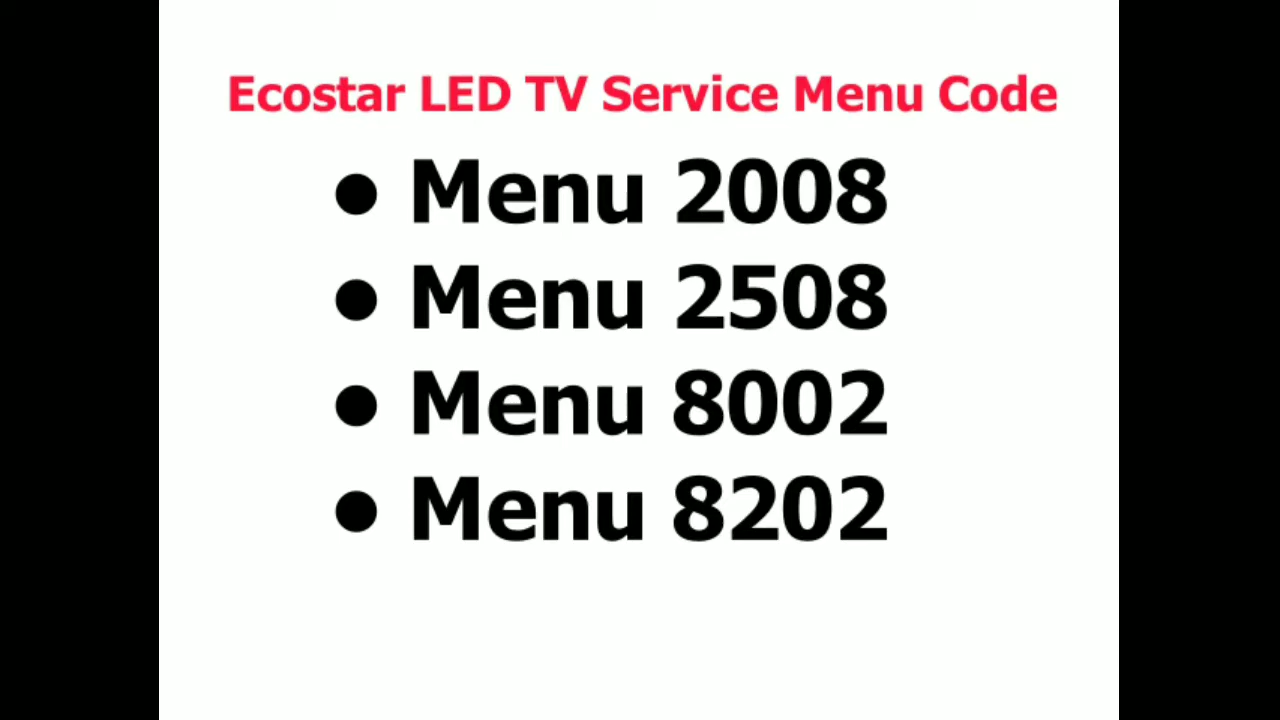 Ecostar LED TV Service Menu Code
• Menu 2008
• Menu 2508
• Menu 8002
• Menu 8202